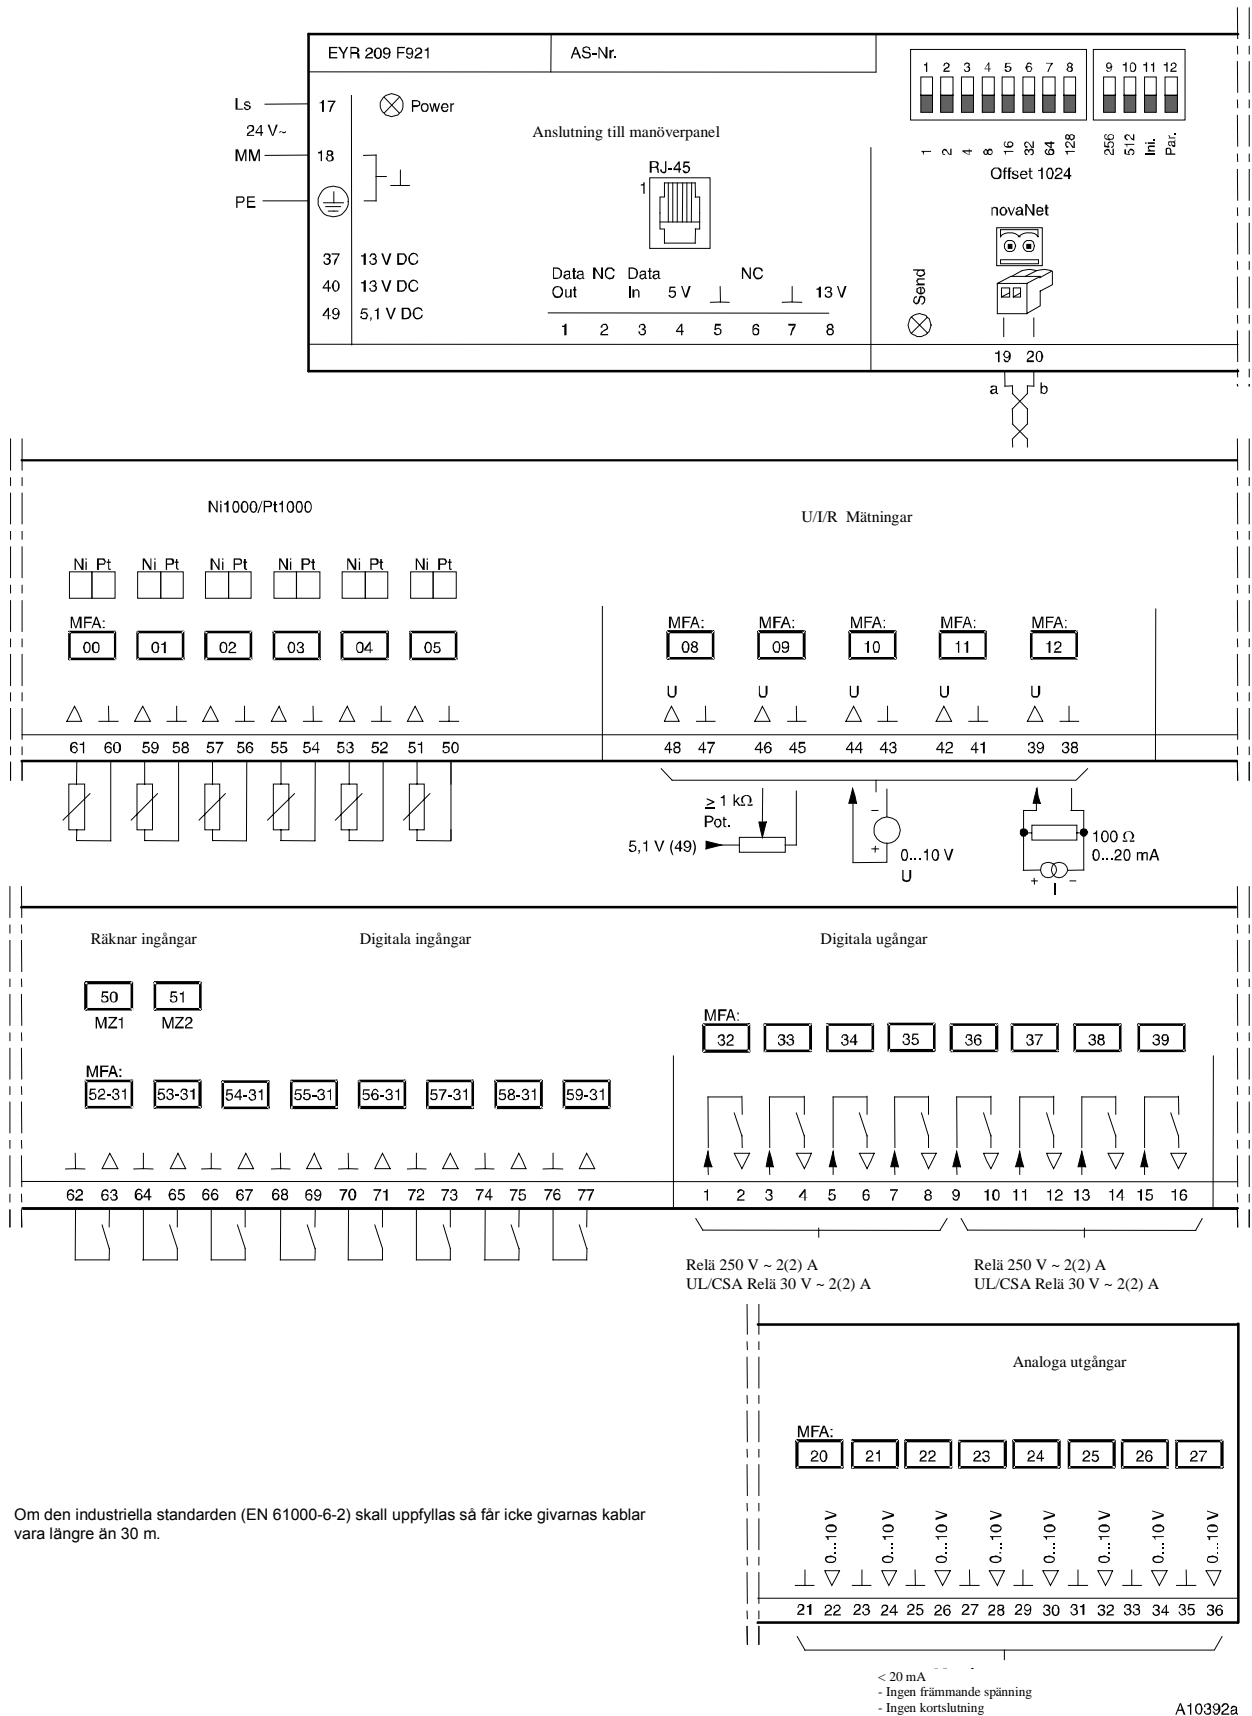 EYR 209 F921 AS-Nr.
1 2 3 4 5 6 7 8 9 10 11 12
Ls 17 Power
24 V~
Anslutning till manöverpanel
MM 18
1 2 4 8 16 32 64 128 256 512 Ini. Par.
RJ-45
Offset 1024
1
PE
novaNet
37 13 V DC
Data NC Data NC
40 13 V DC
Out In 5 V 13 V
Send
49 5,1 V DC
1 2 3 4 5 6 7 8
19 20
a b
Ni1000/Pt1000
U/I/R Mätningar
Ni Pt Ni Pt Ni Pt Ni Pt Ni Pt Ni Pt
MFA: MFA: MFA: MFA: MFA: MFA:
00 01 02 03 04 05 08 09 10 11 12
U U U U U
61 60 59 58 57 56 55 54 53 52 51 50 48 47 46 45 44 43 42 41 39 38
≥ 1 kΩ
Pot.
5,1 V (49)
−
+
0...10 V
U
100 Ω
0...20 mA
+ −
I
Räknar ingångar Digitala ingångar Digitala ugångar
50 51
MZ1 MZ2
MFA:
32 33 34 35 36 37 38 39
MFA:
52-31 53-31 54-31 55-31 56-31 57-31 58-31 59-31
62 63 64 65 66 67 68 69 70 71 72 73 74 75 76 77 1 2 3 4 5 6 7 8 9 10 11 12 13 14 15 16
Relä 250 V ~ 2(2) A Relä 250 V ~ 2(2) A
UL/CSA Relä 30 V ~ 2(2) A UL/CSA Relä 30 V ~ 2(2) A
Analoga utgångar
MFA:
20 21 22 23 24 25 26 27
Om den industriella standarden (EN 61000-6-2) skall uppfyllas så får icke givarnas kablar
vara längre än 30 m.
0...10 V 0...10 V 0...10 V 0...10 V 0...10 V 0...10 V 0...10 V 0...10 V
21 22 23 24 25 26 27 28 29 30 31 32 33 34 35 36
< 20 mA
- Ingen främmande spänning
- Ingen kortslutning
A10392a